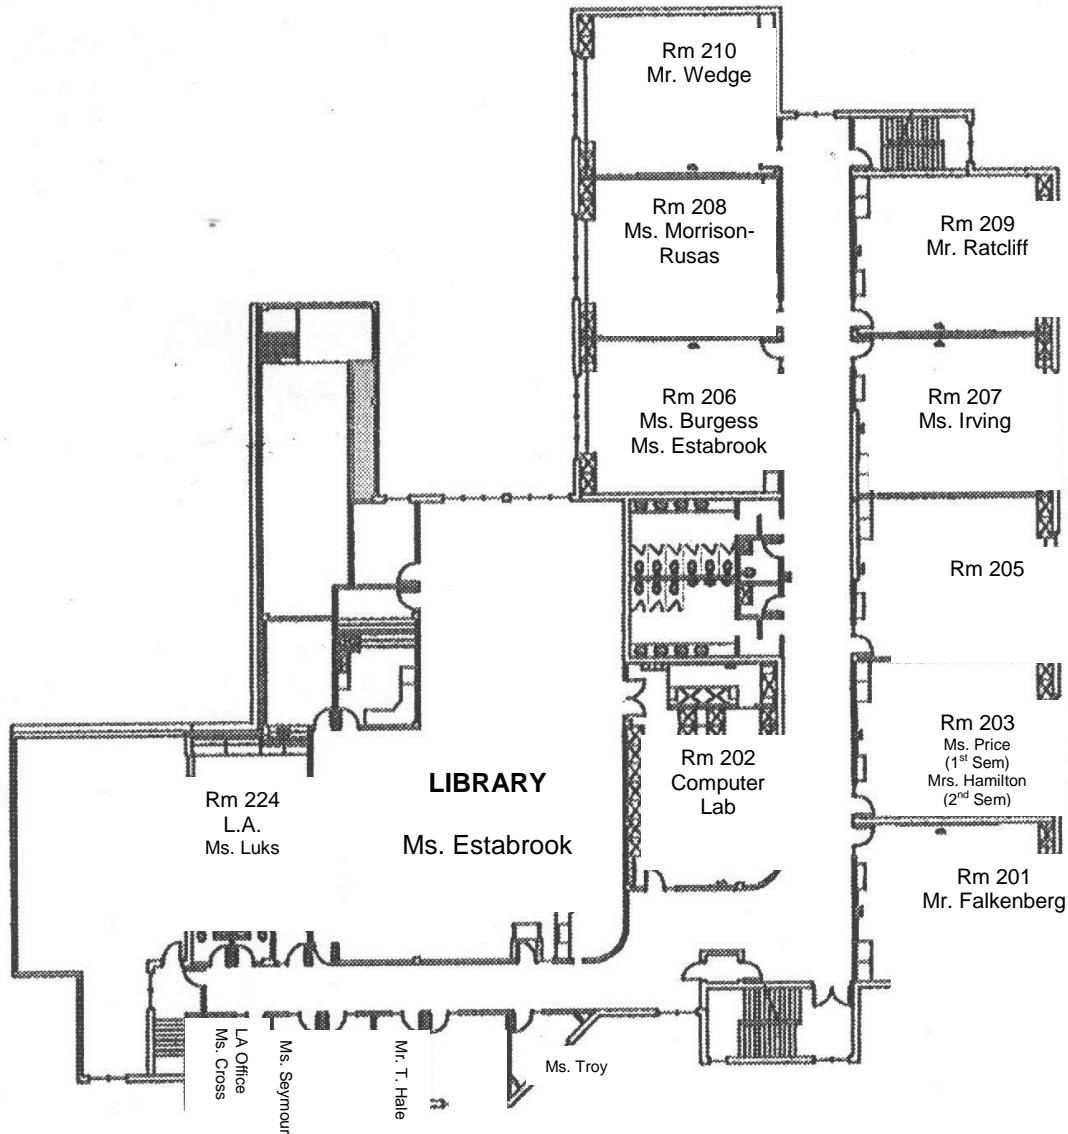 Rm 210
Mr. Wedge
Rm 208
Ms. Morrison-
Rusas
Rm 209
Mr. Ratcliff
Rm 206
Ms. Burgess
Ms. Estabrook
Rm 207
Ms. Irving
Rm 205
Rm 203
Ms. Price
(1st Sem)
Mrs. Hamilton
(2nd Sem)
Rm 202
Computer
Lab
LIBRARY
Ms. Estabrook
Rm 224
L.A.
Ms. Luks
Rm 201
Mr. Falkenberg
LA Office
Ms. Cross
Ms. Seymour
Mr. T. Hale
Ms. Troy